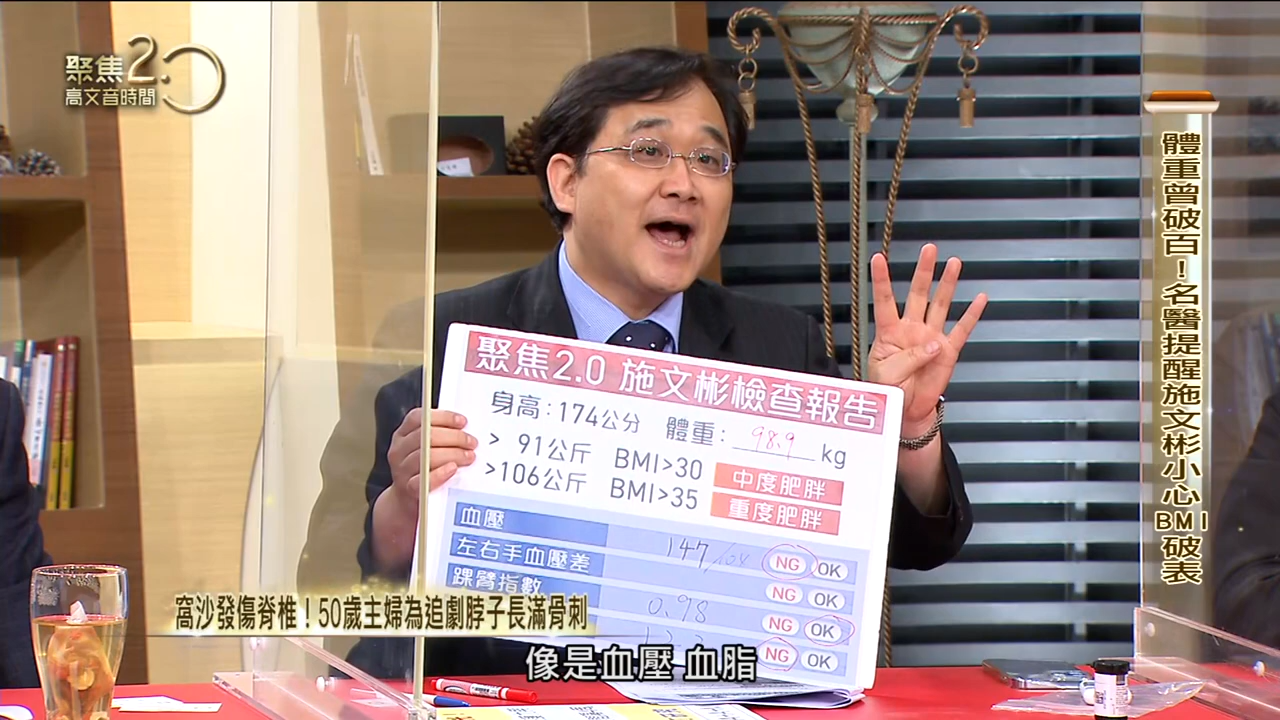 聚焦2.0
高文音時間
體重曾破百！名醫提醒施文彬小心BMI破表
聚焦2.0 施文彬檢查報告
身高:174公分 體重: 98.9 kg
> 91公斤 BMI>30 中度肥胖
>106公斤 BMI>35 重度肥胖
血壓 147/104 NG OK
左右手血壓差 NG OK
踝臂指數 0.98 NG OK
NG OK
窩沙發傷脊椎！50歲主婦為追劇脖子長滿骨刺
像是血壓 血脂